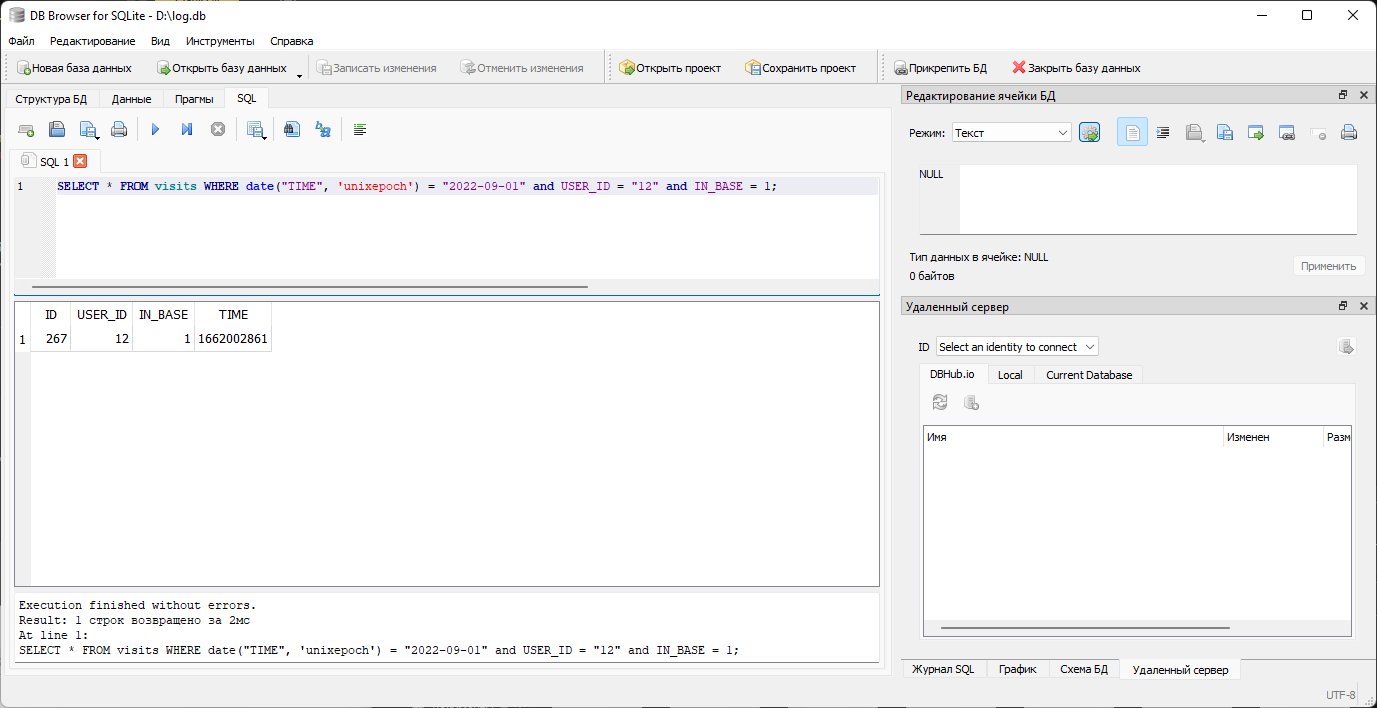 DB Browser for SQLite - D:\log.db
Файл Редактирование Вид Инструменты Справка
Новая база данных Открыть базу данных Записать изменения Отменить изменения Открыть проект Сохранить проект Прикрепить БД Закрыть базу данных
Структура БД Данные Прагмы SQL
SQL 1
1 SELECT * FROM visits WHERE date("TIME", 'unixepoch') = "2022-09-01" and USER_ID = "12" and IN_BASE = 1;
ID USER_ID IN_BASE TIME
1 267 12 1 1662002861
Execution finished without errors.
Result: 1 строк возвращено за 2мс
At line 1:
SELECT * FROM visits WHERE date("TIME", 'unixepoch') = "2022-09-01" and USER_ID = "12" and IN_BASE = 1;
Редактирование ячейки БД
Режим: Текст
NULL
Тип данных в ячейке: NULL
0 байтов
Применить
Удаленный сервер
ID Select an identity to connect
DBHub.io Local Current Database
Имя Изменен Разм
Журнал SQL График Схема БД Удаленный сервер
UTF-8